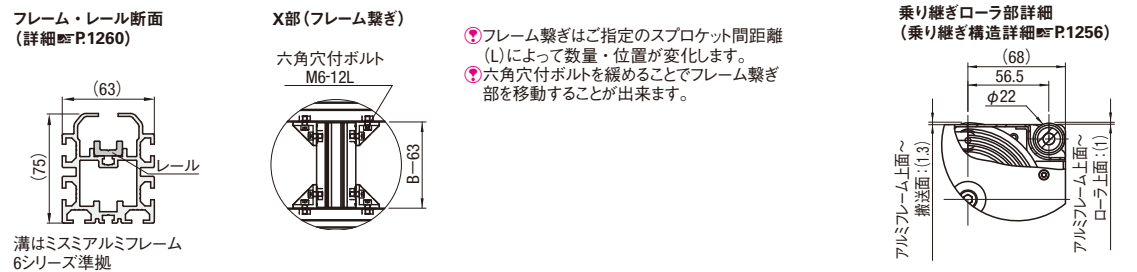 フレーム・レール断面
（詳細☞P.1260）
（63）
（75）
レール
溝はミスミアルミフレーム
6シリーズ準拠
X部（フレーム繋ぎ）
六角穴付ボルト
M6-12L
B－63
フレーム繋ぎはご指定のスプロケット間距離
（L）によって数量・位置が変化します。
六角穴付ボルトを緩めることでフレーム繋ぎ
部を移動することが出来ます。
乗り継ぎローラ部詳細
（乗り継ぎ構造詳細☞P.1256）
（68）
56.5
φ22
アルミフレーム上面～
搬送面：（1.3）
アルミフレーム上面～
ローラ上面：（1）